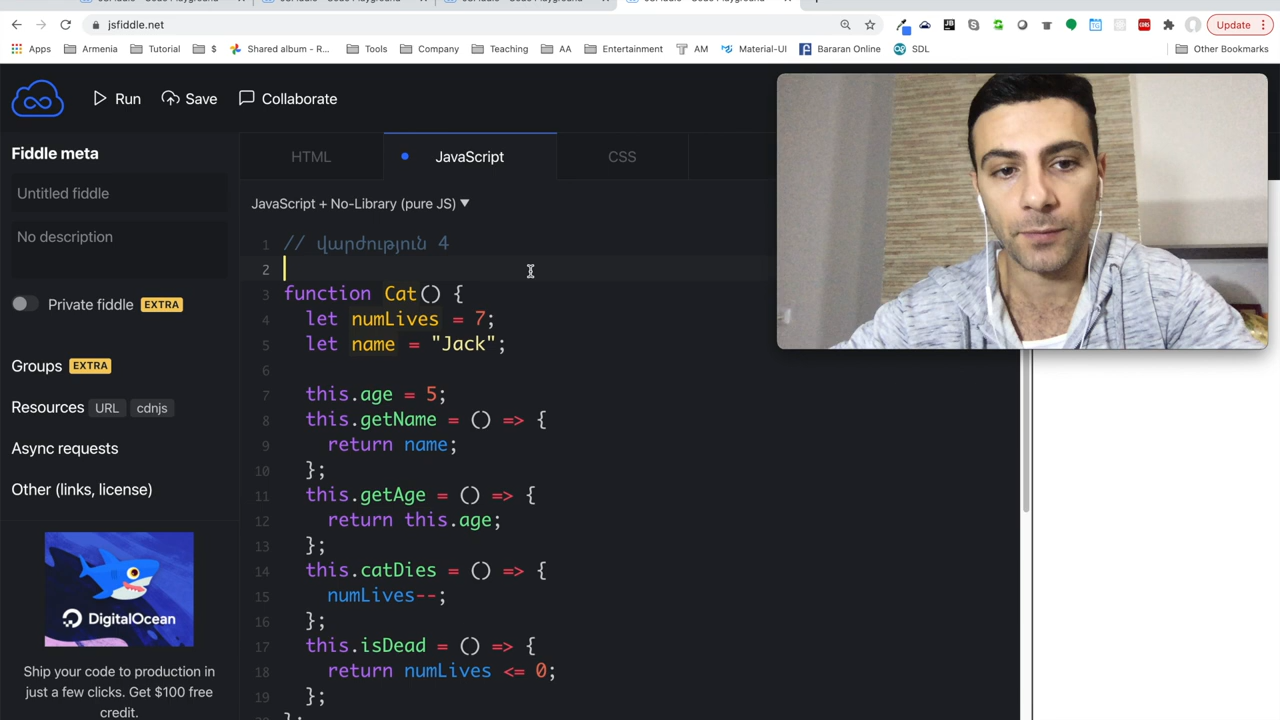 jsfiddle.net
Update
Apps
Armenia
Tutorial
$
Shared album - R...
Tools
Company
Teaching
AA
Entertainment
AM
Material-UI
Bararan Online
SDL
Other Bookmarks
Run
Save
Collaborate
Fiddle meta
Untitled fiddle
No description
Private fiddle EXTRA
Groups EXTRA
Resources URL cdnjs
Async requests
Other (links, license)
DigitalOcean
Ship your code to production in
just a few clicks. Get $100 free
credit.
HTML
JavaScript
CSS
JavaScript + No-Library (pure JS) ▼
1 // վարժություն 4
2
3 function Cat() {
4 let numLives = 7;
5 let name = "Jack";
6
7 this.age = 5;
8 this.getName = () => {
9 return name;
10 };
11 this.getAge = () => {
12 return this.age;
13 };
14 this.catDies = () => {
15 numLives--;
16 };
17 this.isDead = () => {
18 return numLives <= 0;
19 };
};